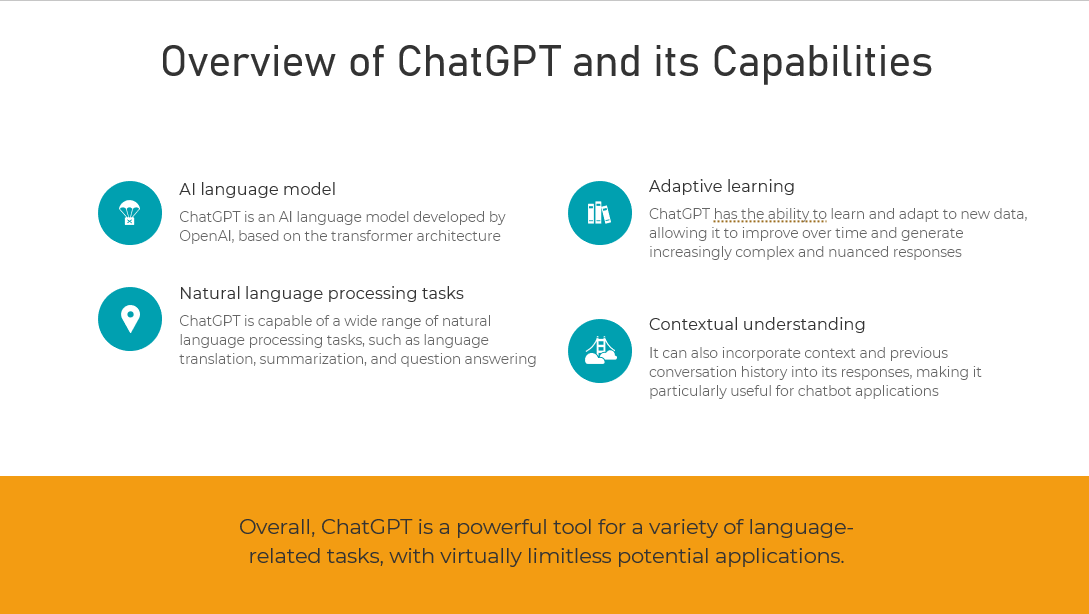 Overview of ChatGPT and its Capabilities
AI language model
ChatGPT is an AI language model developed by
OpenAI, based on the transformer architecture
Natural language processing tasks
ChatGPT is capable of a wide range of natural
language processing tasks, such as language
translation, summarization, and question answering
Adaptive learning
ChatGPT has the ability to learn and adapt to new data,
allowing it to improve over time and generate
increasingly complex and nuanced responses
Contextual understanding
It can also incorporate context and previous
conversation history into its responses, making it
particularly useful for chatbot applications
Overall, ChatGPT is a powerful tool for a variety of language-
related tasks, with virtually limitless potential applications.